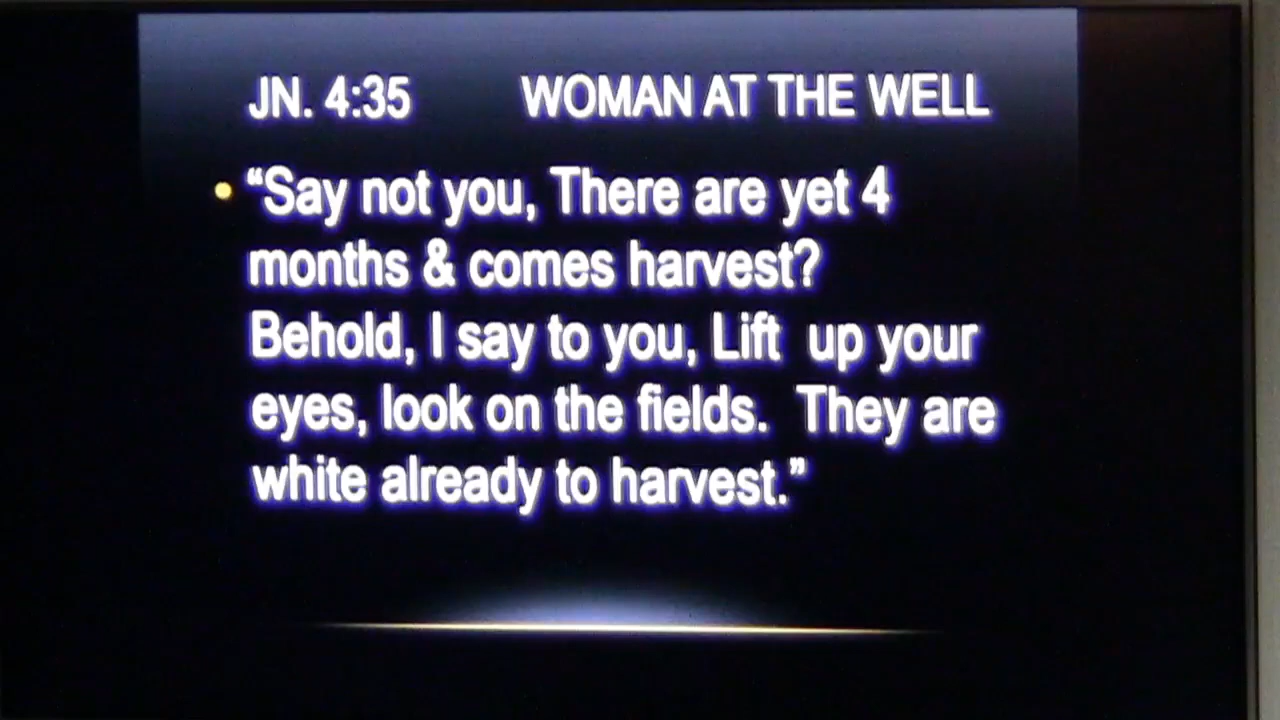 JN. 4:35 WOMAN AT THE WELL
“Say not you, There are yet 4
months & comes harvest?
Behold, I say to you, Lift up your
eyes, look on the fields. They are
white already to harvest.”